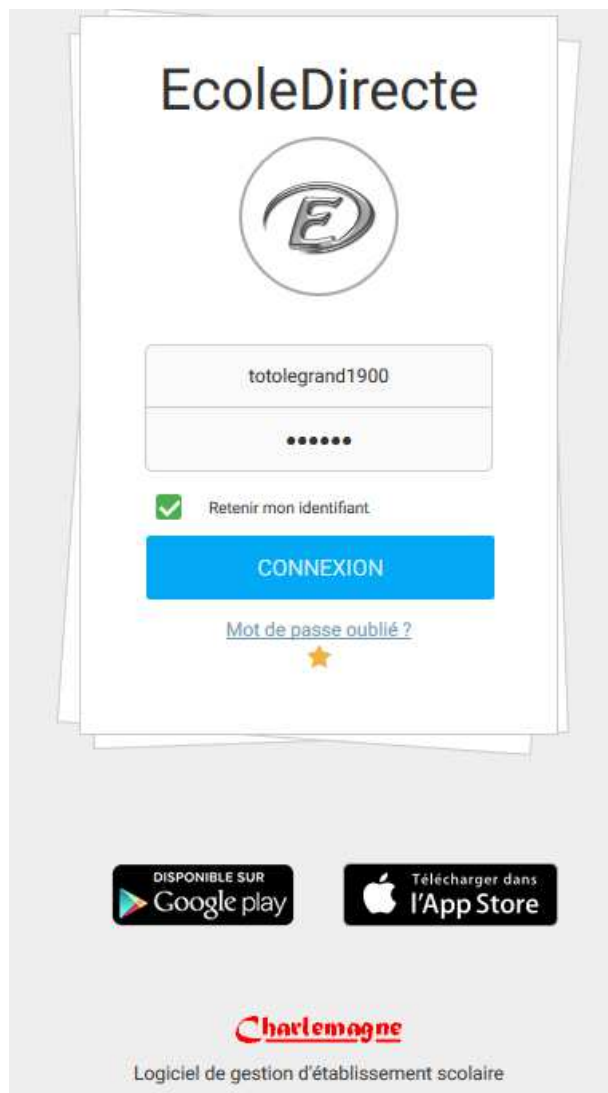 EcoleDirecte
E
totolegrand1900
••••••
Retenir mon identifiant
CONNEXION
Mot de passe oublié ?
DISPONIBLE SUR
Google play
Télécharger dans
l'App Store
Charlemagne
Logiciel de gestion d'établissement scolaire